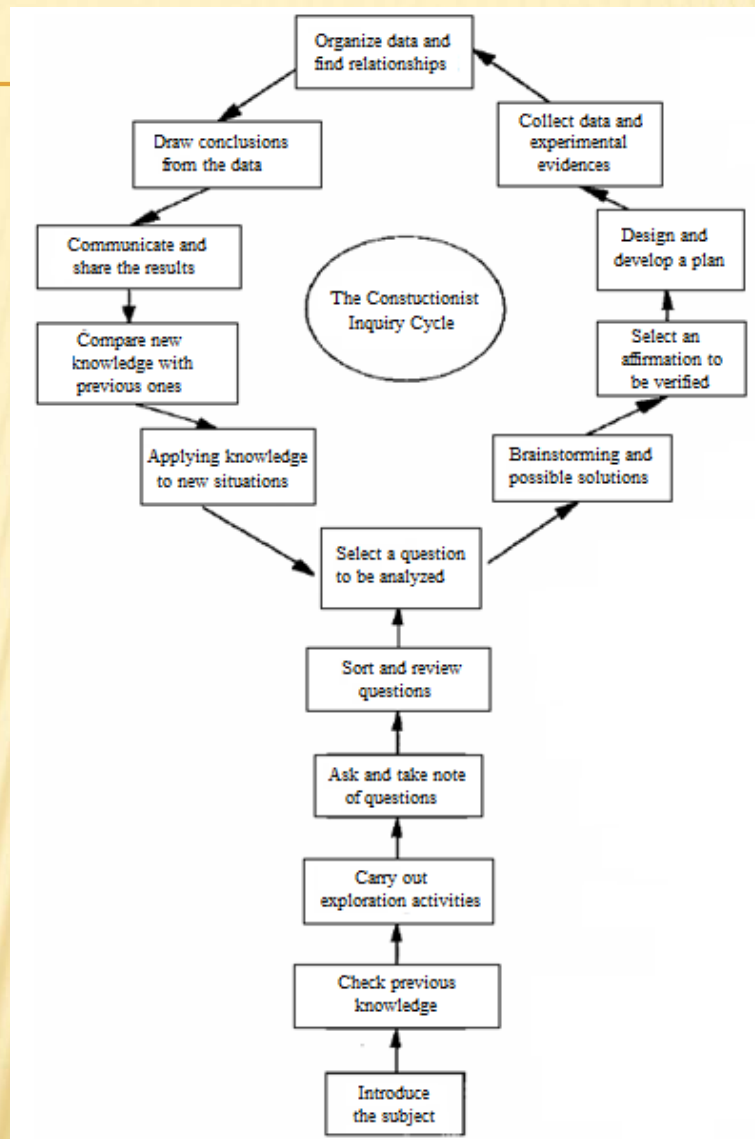 Organize data and
find relationships
Collect data and
experimental
evidences
Draw conclusions
from the data
Design and
develop a plan
Communicate and
share the results
The Constuctionist
Inquiry Cycle
Compare new
knowledge with
previous ones
Select an
affirmation to
be verified
Applying knowledge
to new situations
Brainstorming and
possible solutions
Select a question
to be analyzed
Sort and review
questions
Ask and take note
of questions
Carry out
exploration activities
Check previous
knowledge
Introduce
the subject